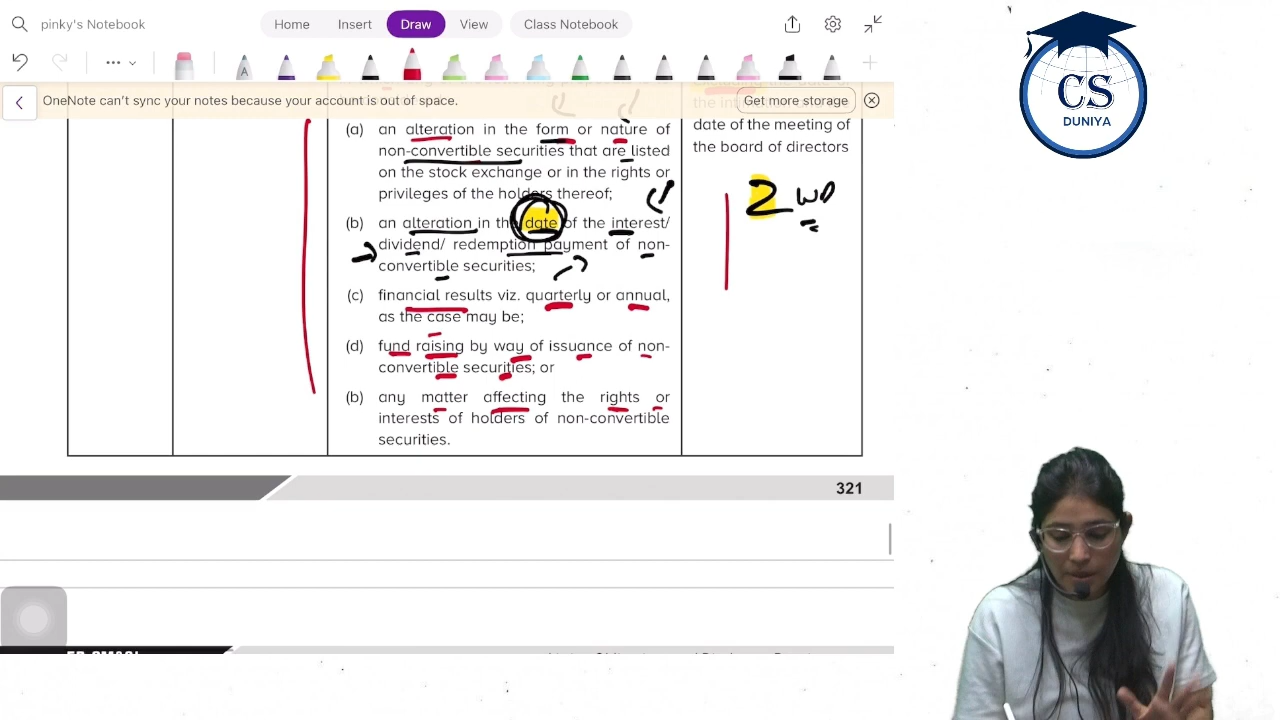 pinky's Notebook
Home Insert Draw View Class Notebook
OneNote can't sync your notes because your account is out of space.
Get more storage
(a) an alteration in the form or nature of
non-convertible securities that are listed
on the stock exchange or in the rights or
privileges of the holders thereof;
(b) an alteration in the date of the interest/
dividend/ redemption payment of non-
convertible securities;
(c) financial results viz. quarterly or annual,
as the case may be;
(d) fund raising by way of issuance of non-
convertible securities; or
(b) any matter affecting the rights or
interests of holders of non-convertible
securities.
date of the meeting of
the board of directors
2 WD
321
CS
DUNIYA